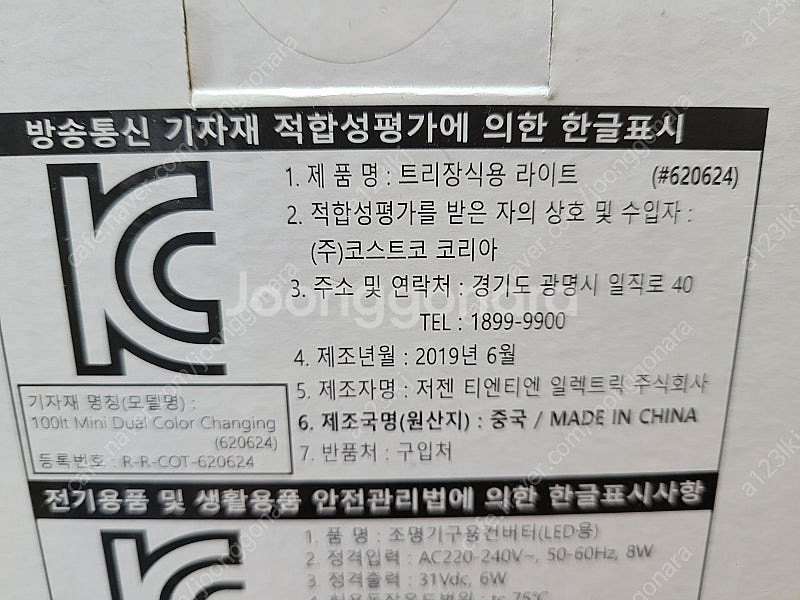 방송통신 기자재 적합성평가에 의한 한글표시
1. 제 품 명 : 트리장식용 라이트 (#620624)
2. 적합성평가를 받은 자의 상호 및 수입자 :
(주)코스트코 코리아
3. 주소 및 연락처 : 경기도 광명시 일직로 40
TEL : 1899-9900
4. 제조년월 : 2019년 6월
5. 제조자명 : 저젠 티엔티엔 일렉트릭 주식회사
6. 제조국명(원산지) : 중국 / MADE IN CHINA
7. 반품처 : 구입처
기자재 명칭(모델명) :
100lt Mini Dual Color Changing
(620624)
등록번호 : R-R-COT-620624
전기용품 및 생활용품 안전관리법에 의한 한글표시사항
1. 품 명 : 조명기구용컨버터(LED용)
2. 정격입력 : AC220-240V~, 50-60Hz, 8W
3. 정격출력 : 31Vdc, 6W
tc 75℃
Joonggonara